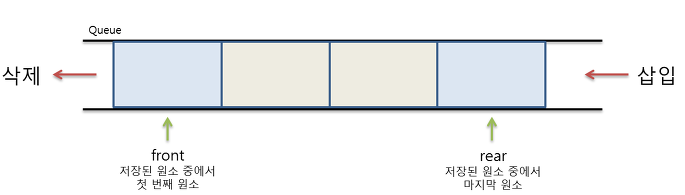 Queue
삭제
삽입
front
저장된 원소 중에서
첫 번째 원소
rear
저장된 원소 중에서
마지막 원소